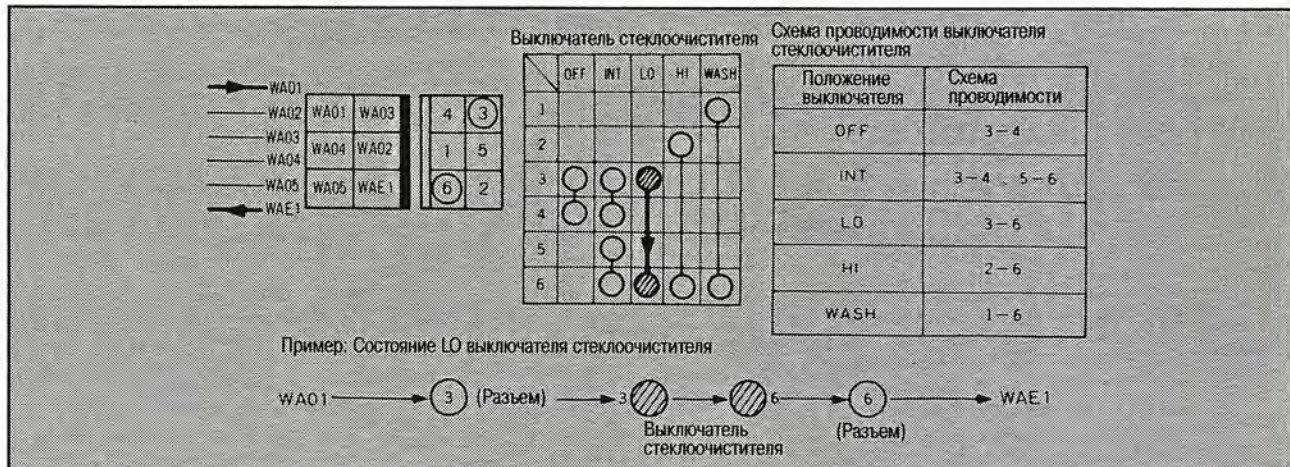 Выключатель стеклоочистителя
Схема проводимости выключателя
стеклоочистителя
WA01
WA02
WA03
WA04
WA05
WAE1
WA01 WA03
WA04 WA02
WA05 WAE1
4 3
1 5
6 2
OFF INT LO HI WASH
1
2
3
4
5
6
Положение
выключателя
Схема
проводимости
OFF 3-4
INT 3-4 . 5-6
LO 3-6
HI 2-6
WASH 1-6
Пример: Состояние LO выключателя стеклоочистителя
WA01 3 (Разъем) 3 6 6 WAE.1
Выключатель
стеклоочистителя
(Разъем)